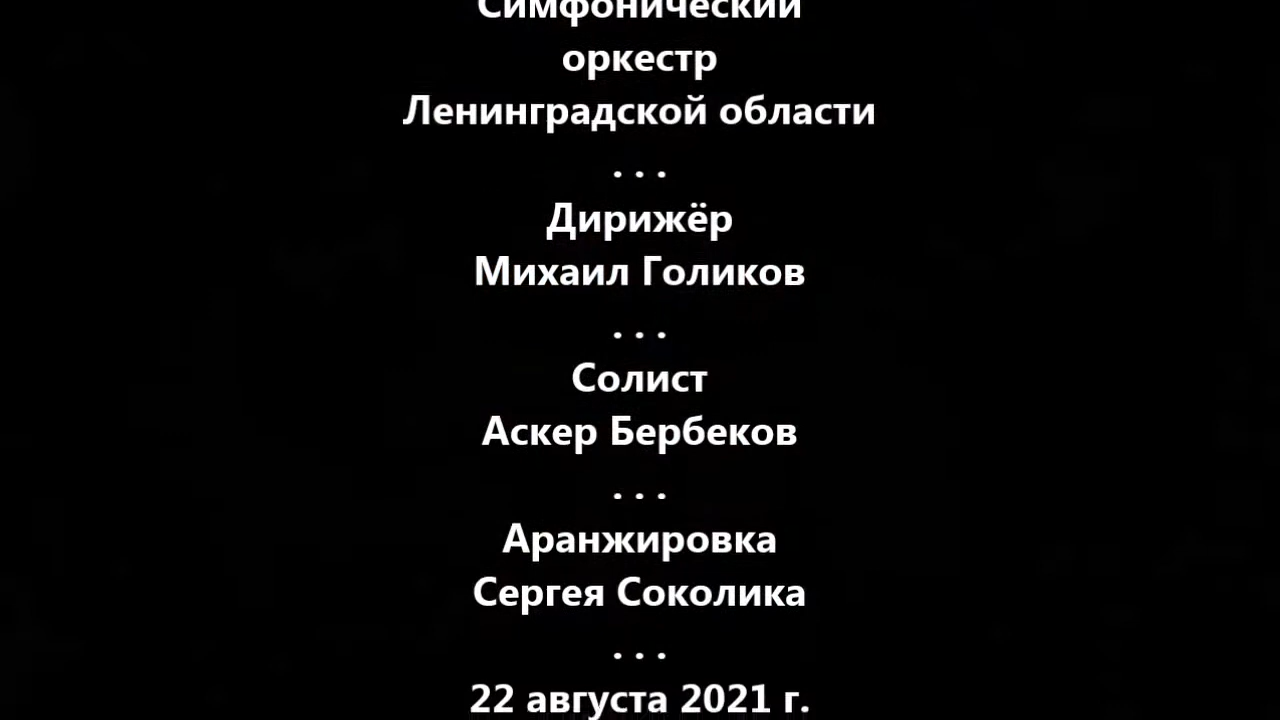 Симфонический
оркестр
Ленинградской области
. . .
Дирижёр
Михаил Голиков
. . .
Солист
Аскер Бербеков
. . .
Аранжировка
Сергея Соколика
. . .
22 августа 2021 г.